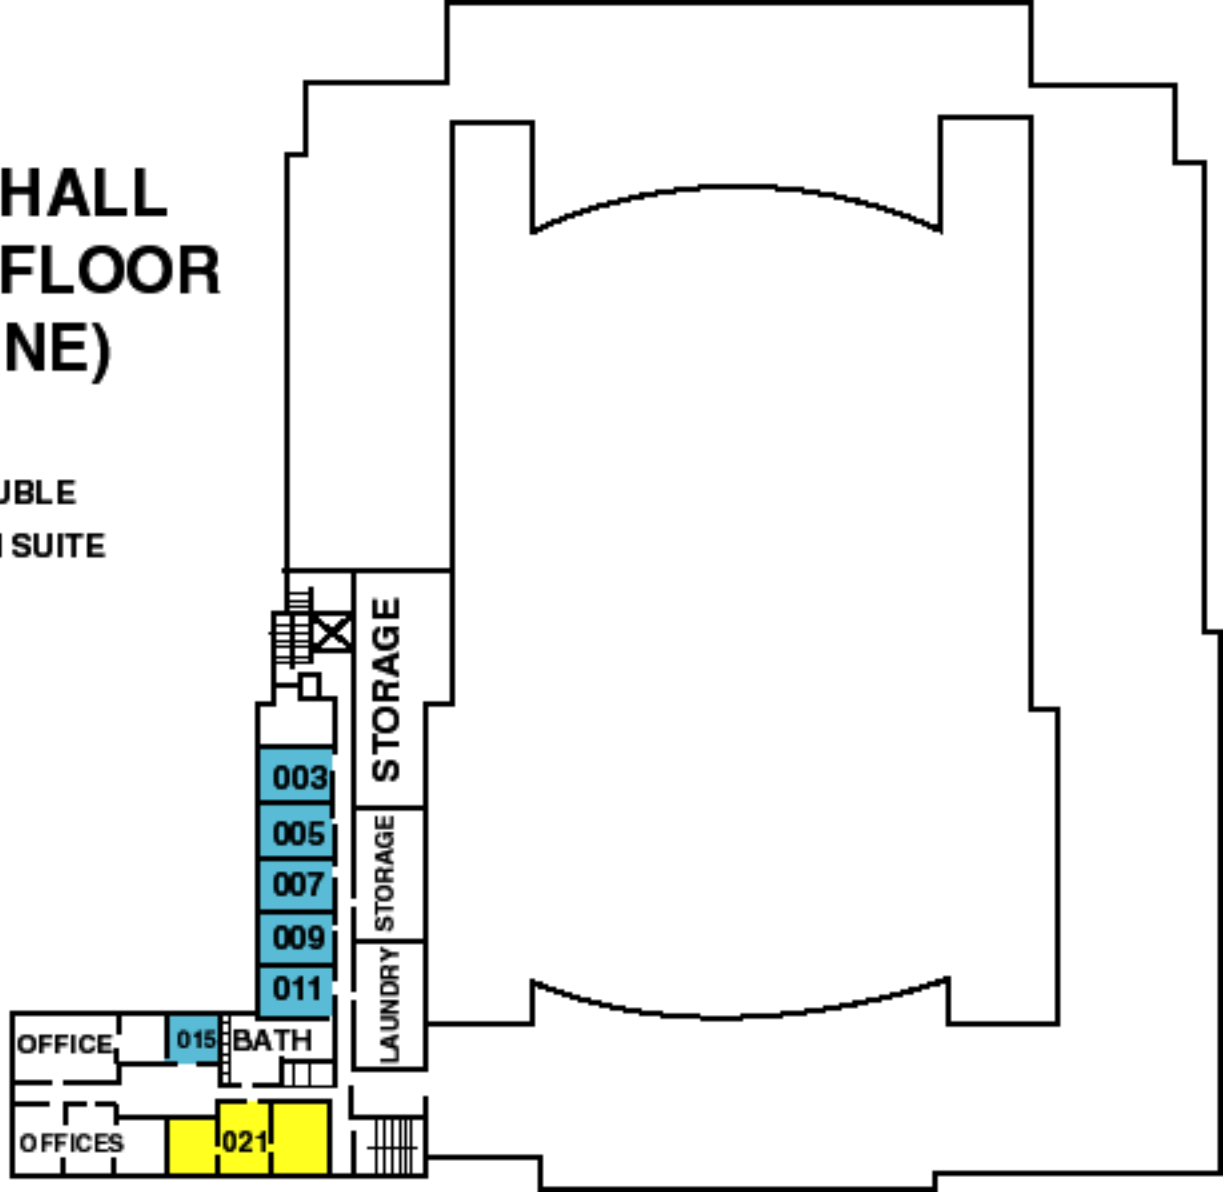 HALL
FLOOR
NE)
UBLE
SUITE
STORAGE
003
005
STORAGE
007
009
011
LAUNDRY
OFFICE
015
BATH
OFFICES
021